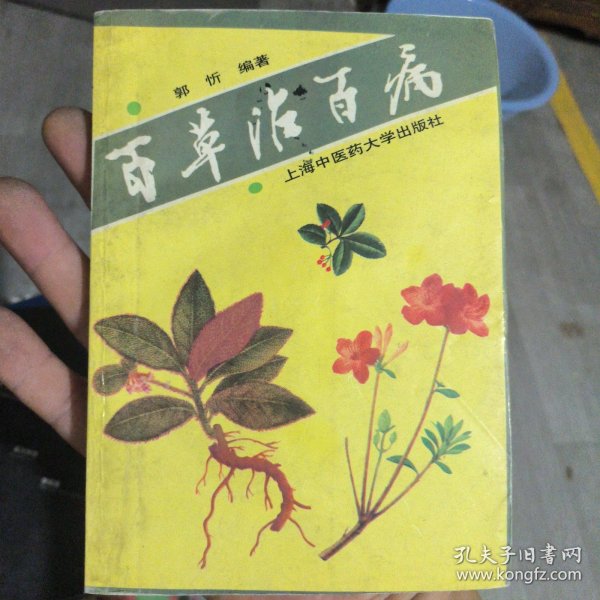 郭忻 编著
百草治百病
上海中医药大学出版社
孔夫子旧书网
www.kongfz.com